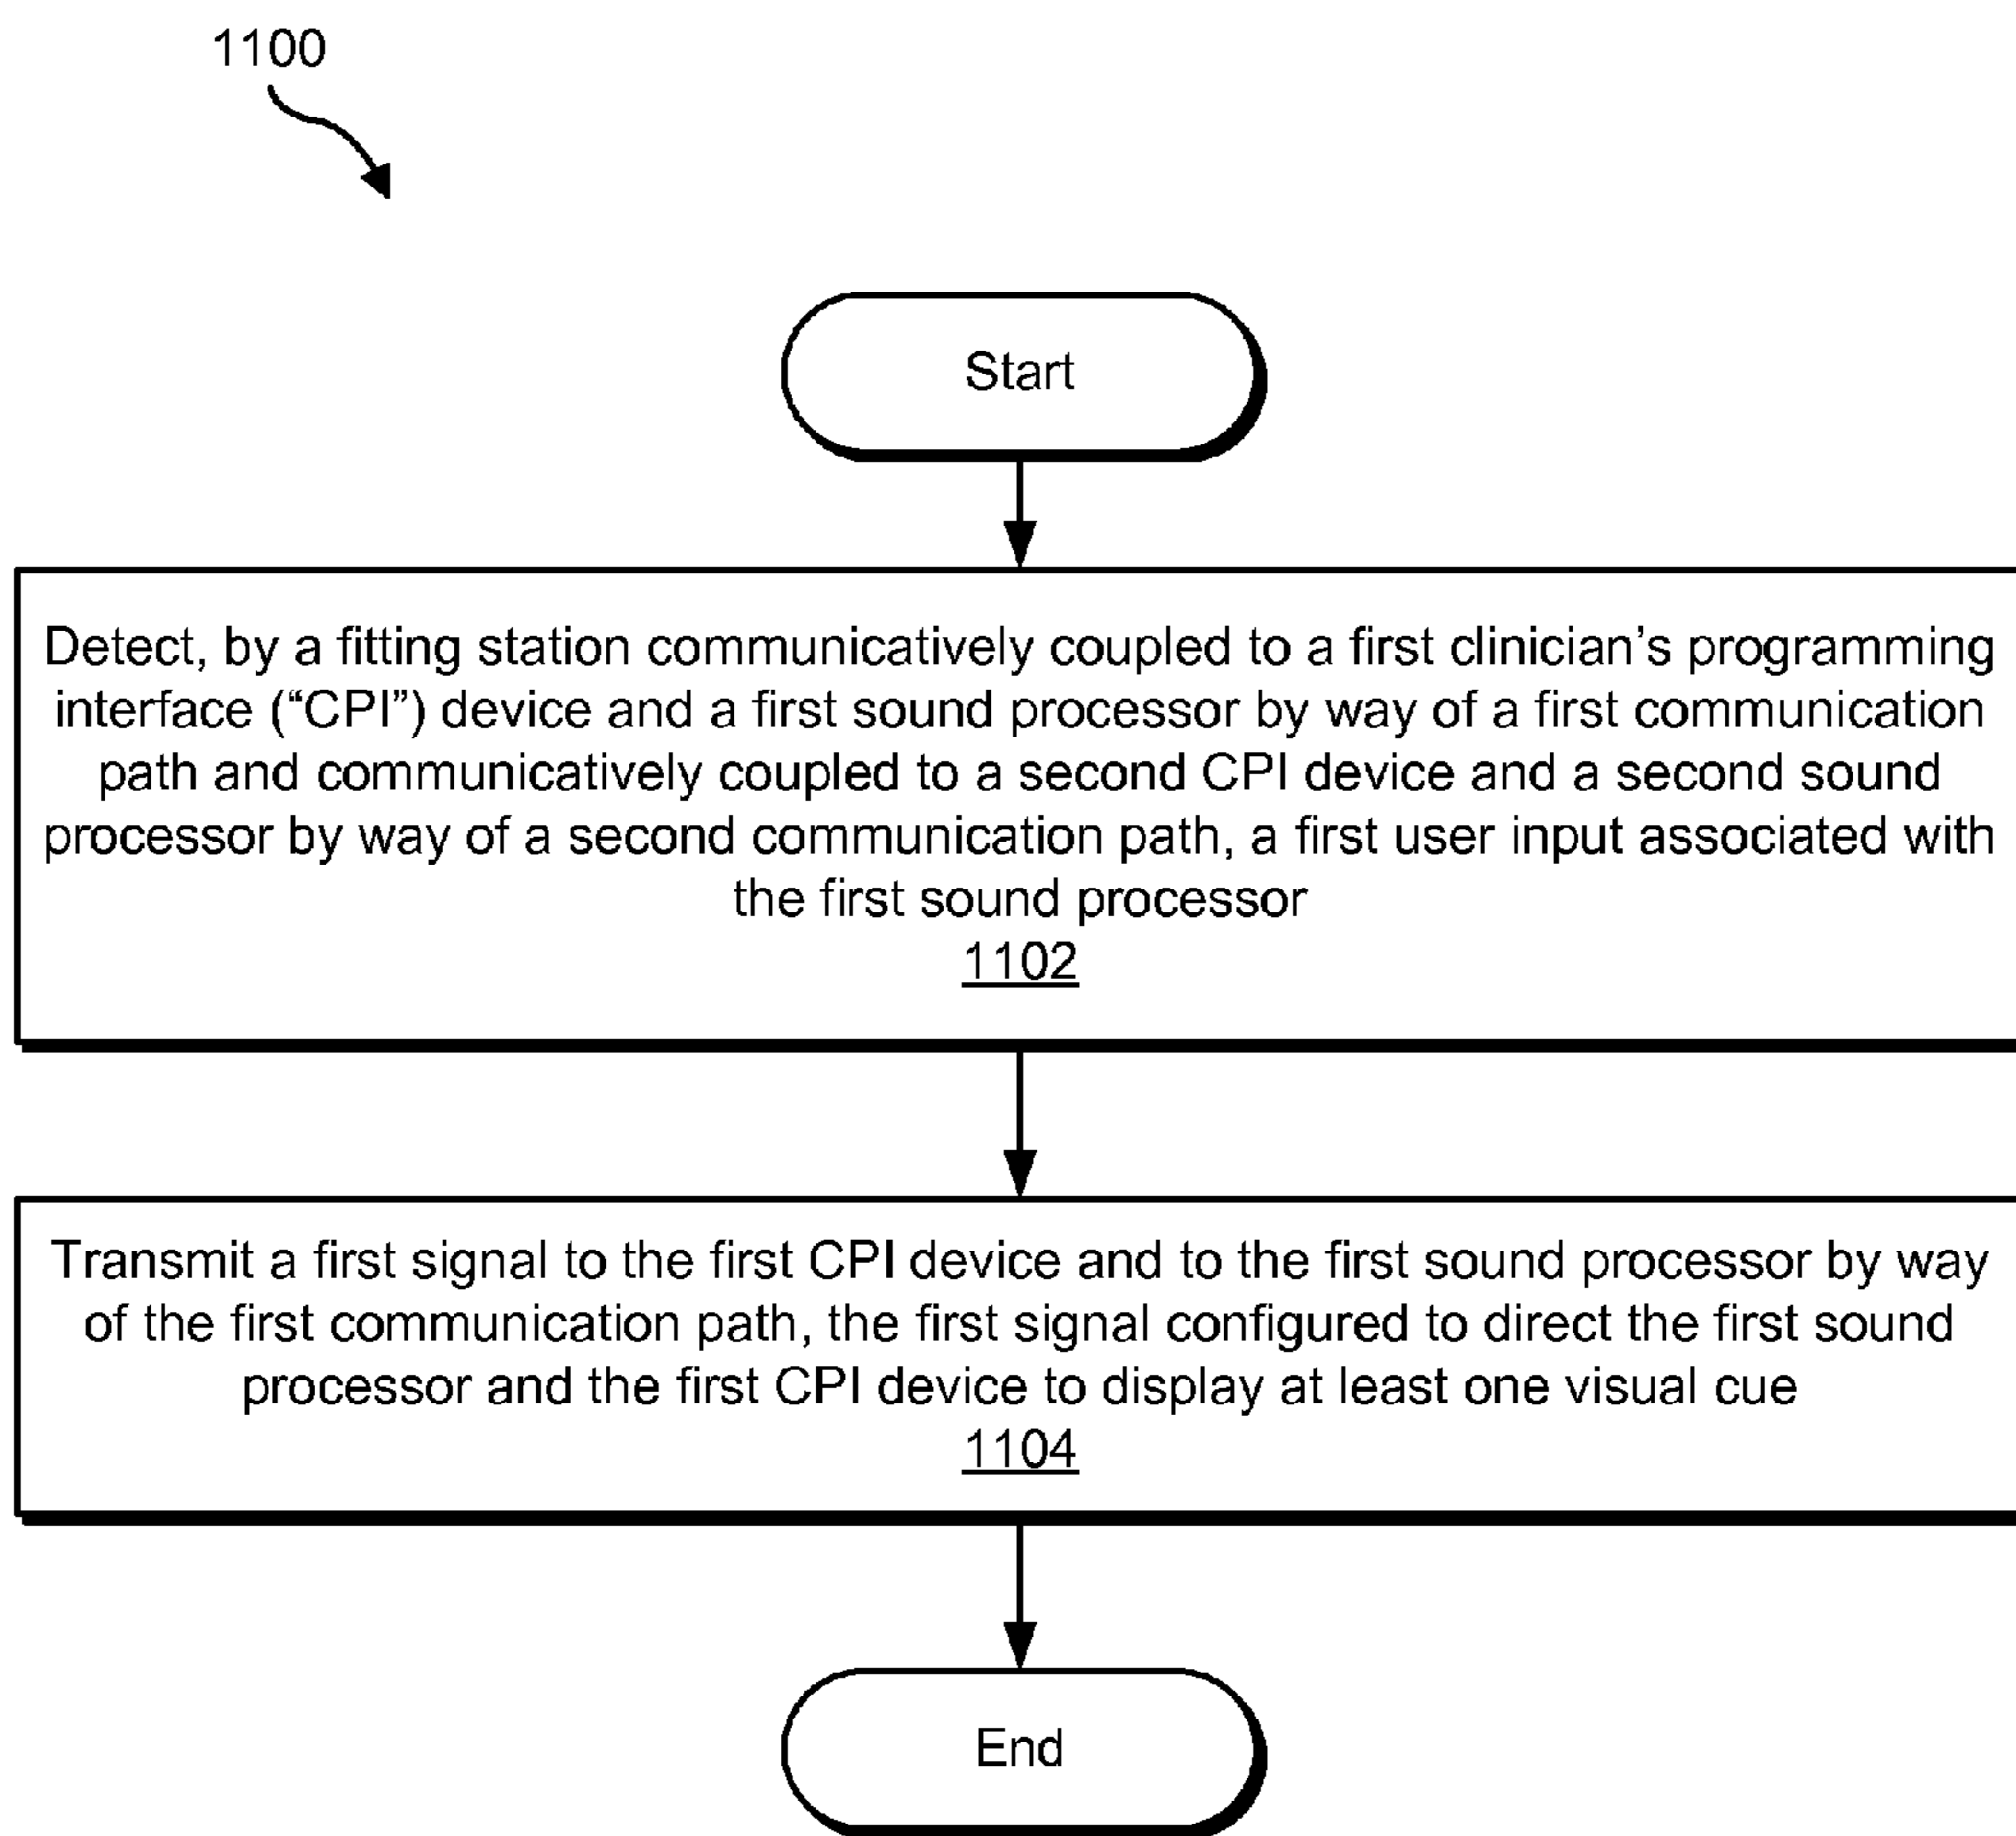 1100
Start
Detect, by a fitting station communicatively coupled to a first clinician’s programming
interface (“CPI”) device and a first sound processor by way of a first communication
path and communicatively coupled to a second CPI device and a second sound
processor by way of a second communication path, a first user input associated with
the first sound processor
1102
Transmit a first signal to the first CPI device and to the first sound processor by way
of the first communication path, the first signal configured to direct the first sound
processor and the first CPI device to display at least one visual cue
1104
End